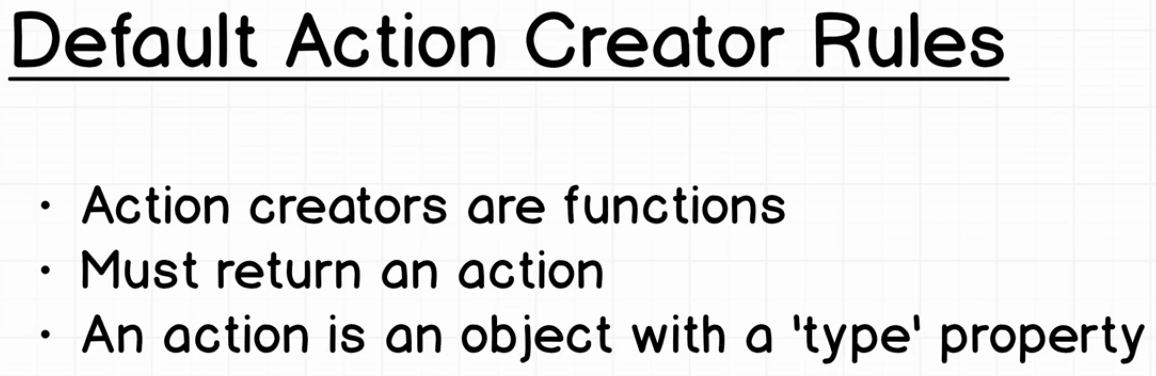 Default Action Creator Rules
· Action creators are functions
· Must return an action
· An action is an object with a 'type' property